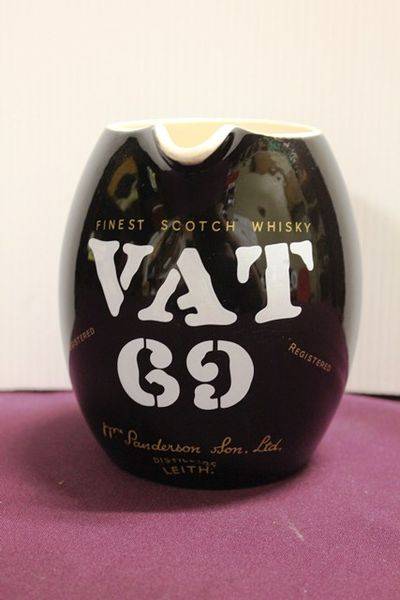 FINEST SCOTCH WHISKY
VAT
69
REGISTERED
REGISTERED
Wm Sanderson & Son. Ltd.
DISTILLERS
LEITH.